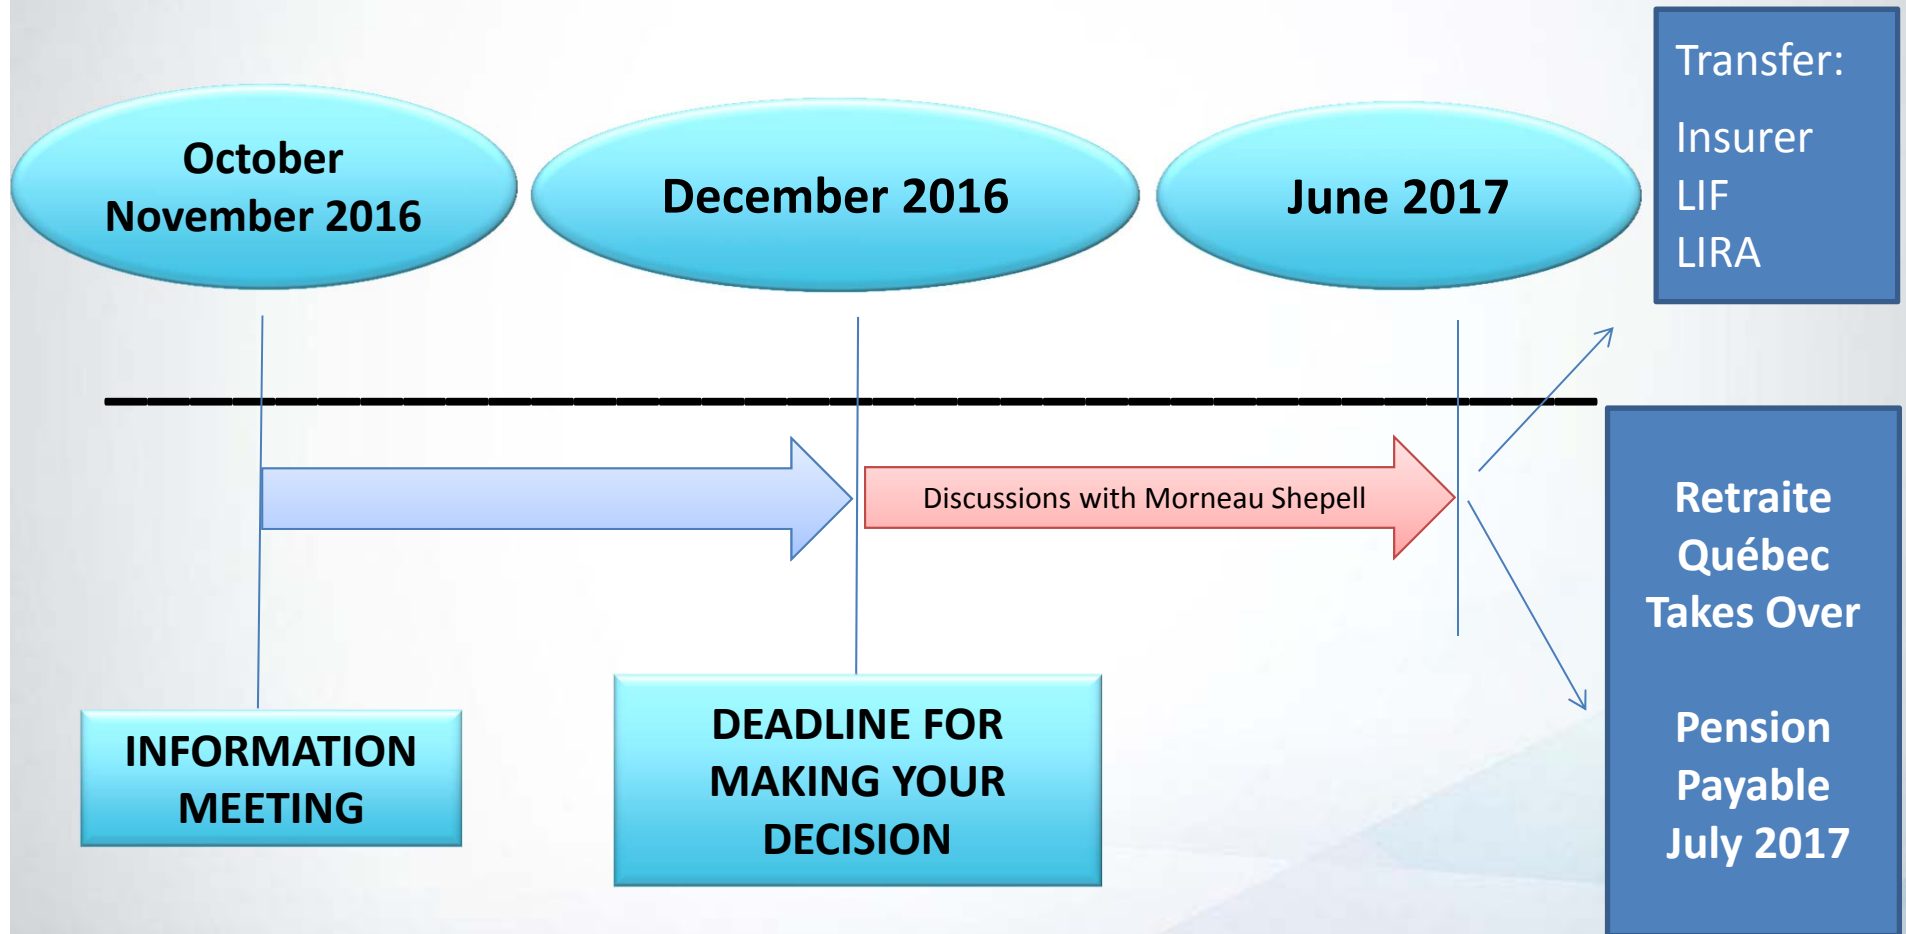 October
November 2016
December 2016
June 2017
Transfer:
Insurer
LIF
LIRA
Discussions with Morneau Shepell
INFORMATION
MEETING
DEADLINE FOR
MAKING YOUR
DECISION
Retraite
Québec
Takes Over
Pension
Payable
July 2017